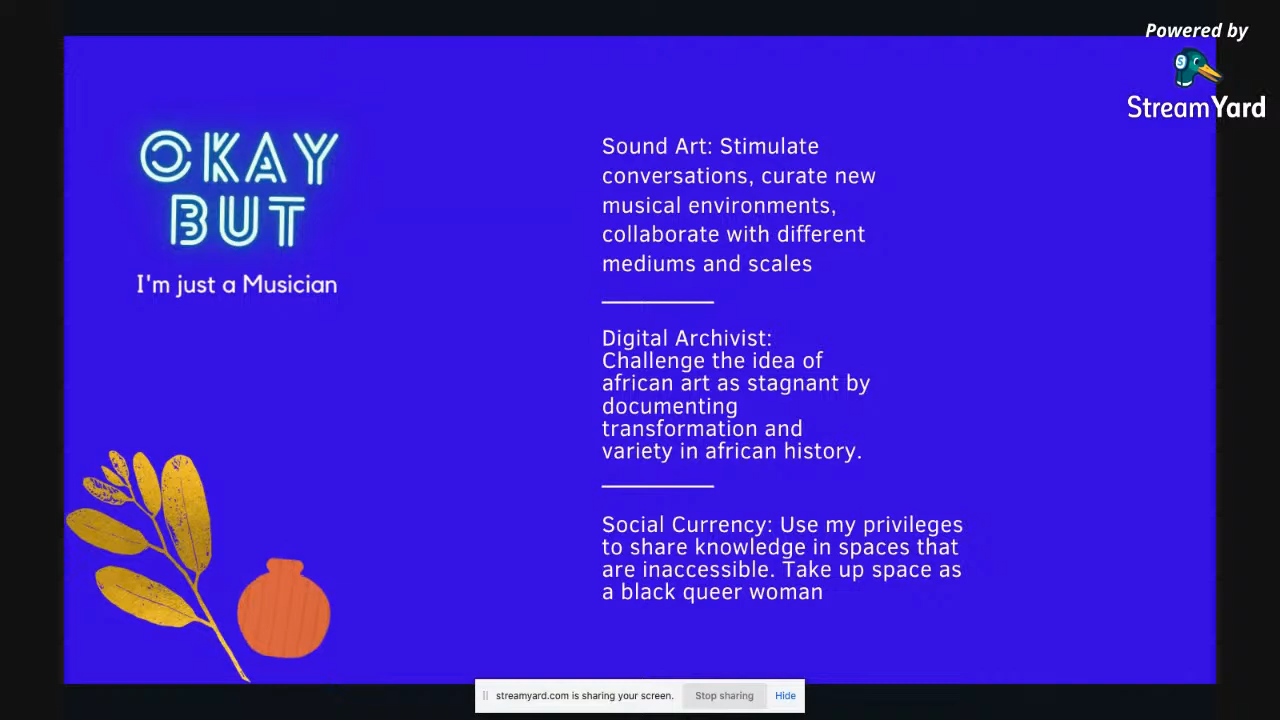 Powered by
StreamYard
OKAY
BUT
I'm just a Musician
Sound Art: Stimulate
conversations, curate new
musical environments,
collaborate with different
mediums and scales
Digital Archivist:
Challenge the idea of
african art as stagnant by
documenting
transformation and
variety in african history.
Social Currency: Use my privileges
to share knowledge in spaces that
are inaccessible. Take up space as
a black queer woman
streamyard.com is sharing your screen.
Stop sharing
Hide